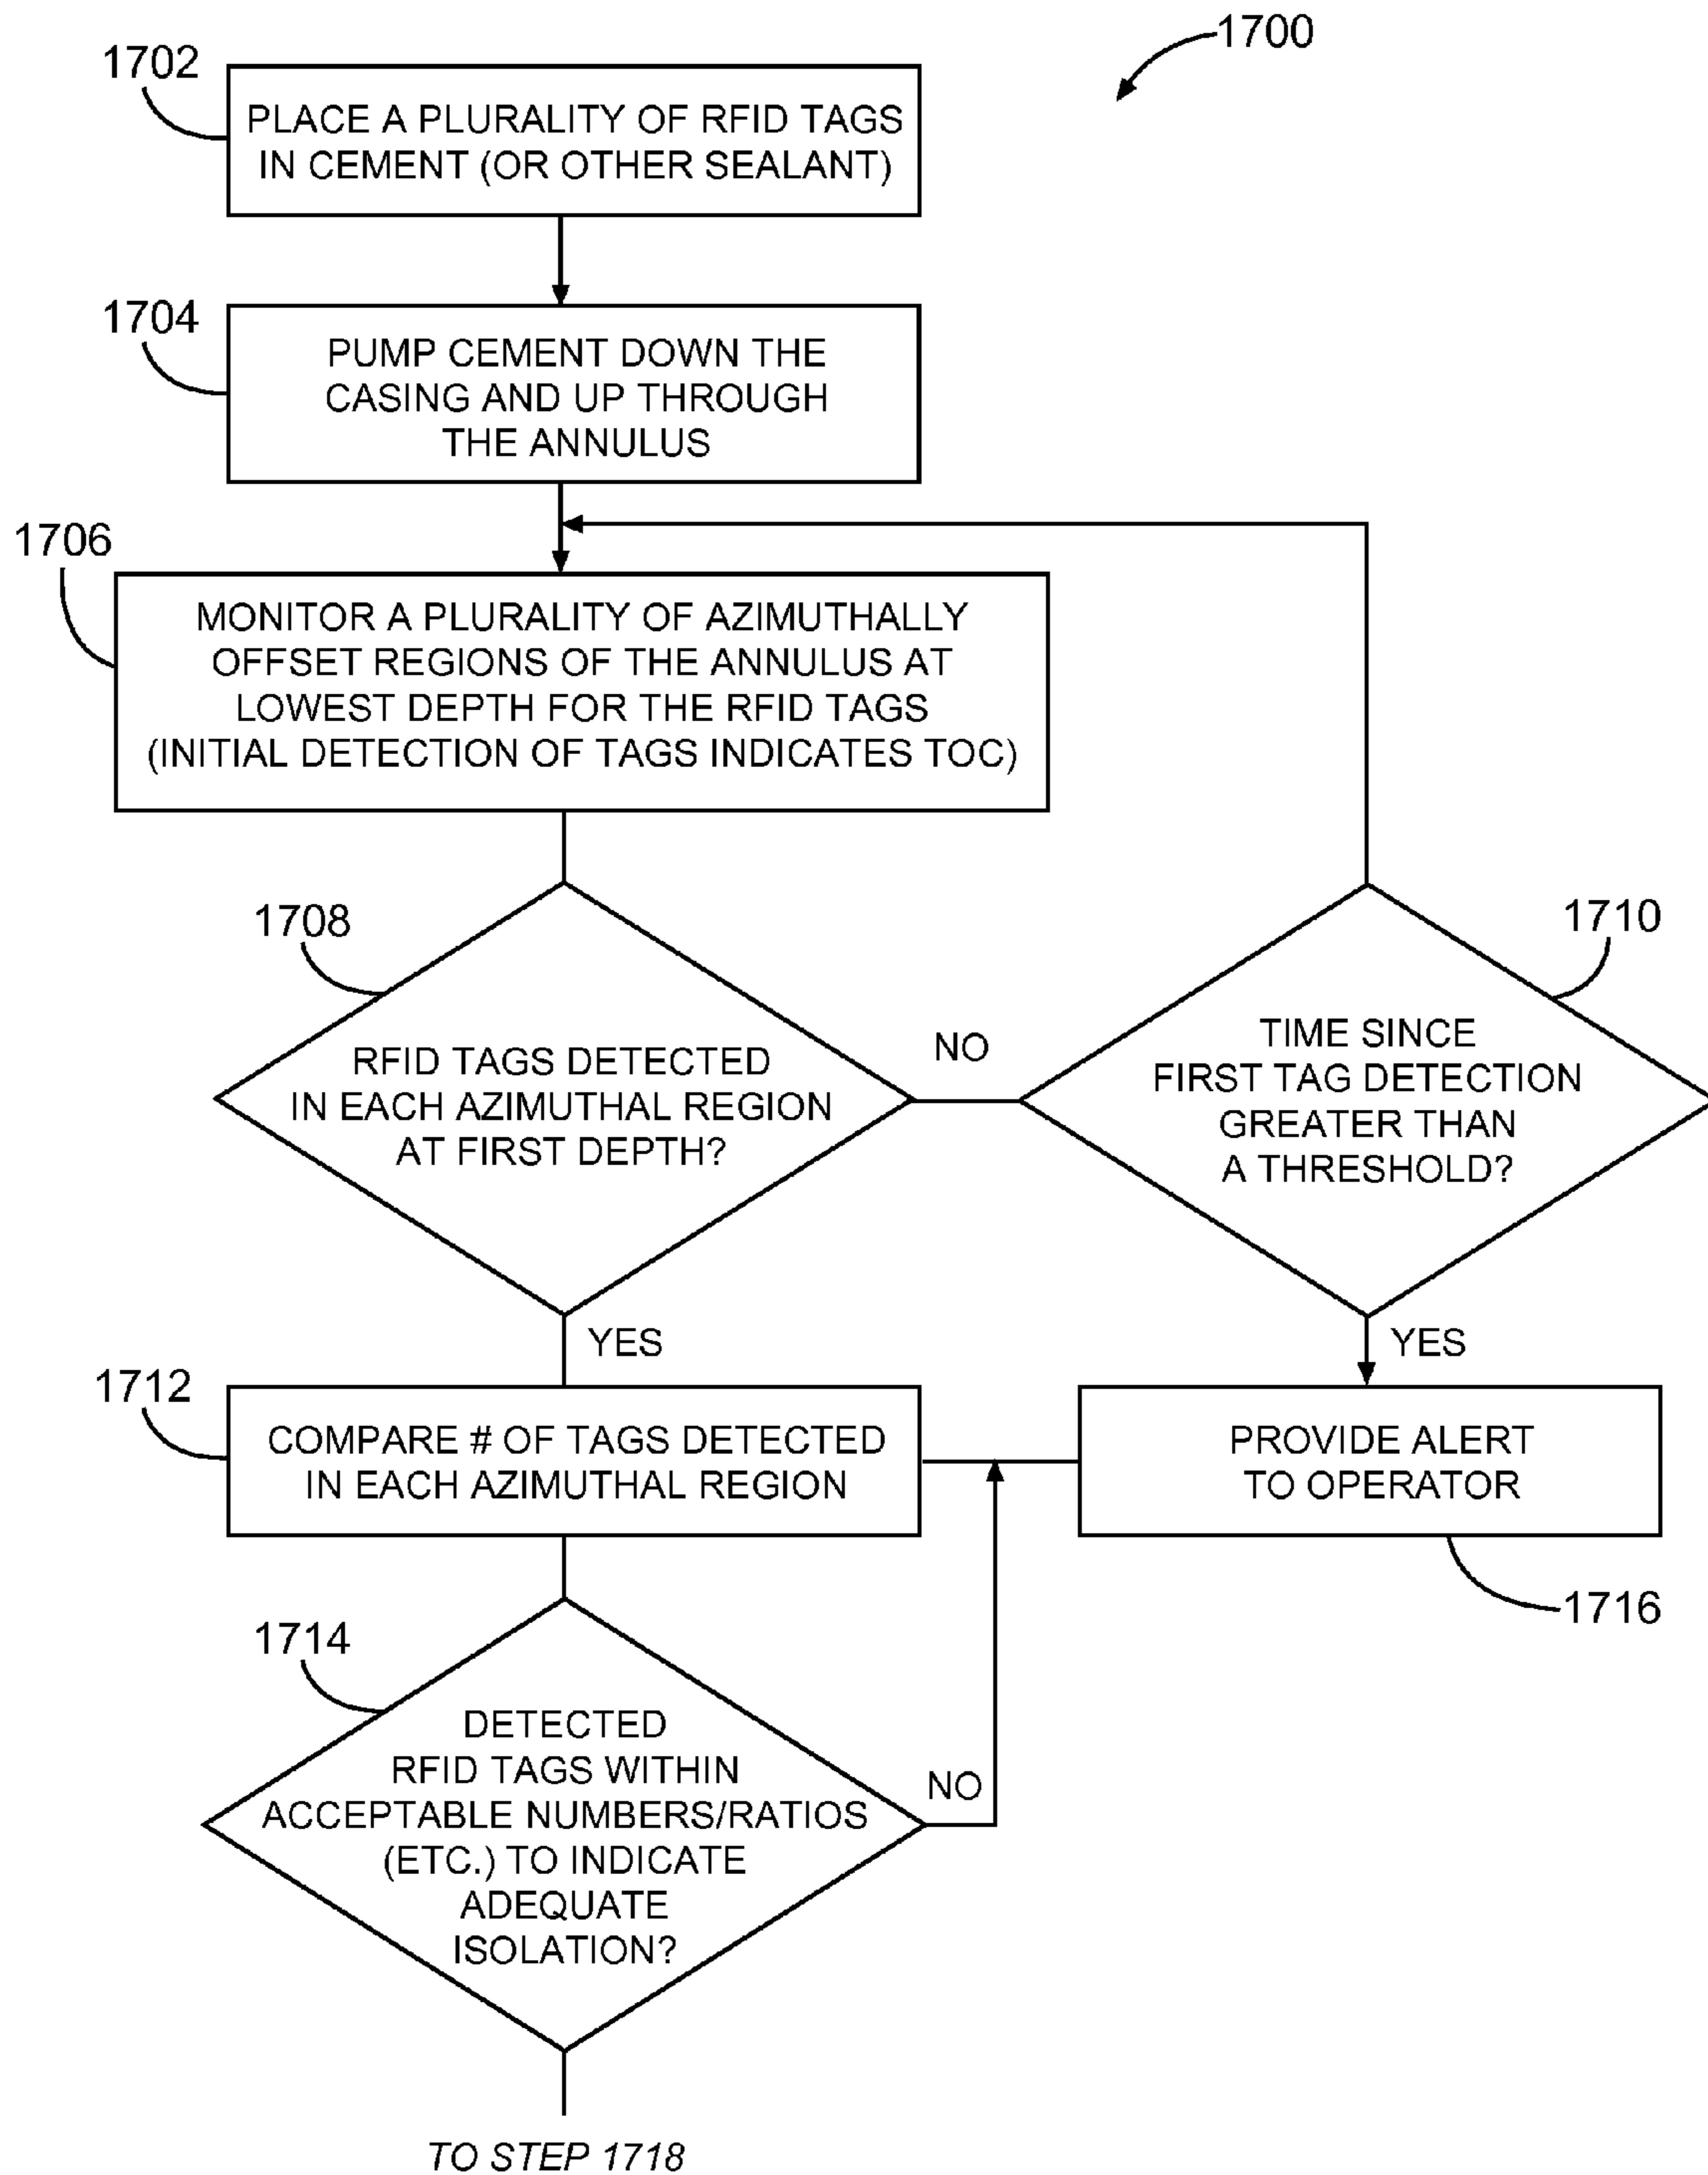 1700
1702
PLACE A PLURALITY OF RFID TAGS
IN CEMENT (OR OTHER SEALANT)
1704
PUMP CEMENT DOWN THE
CASING AND UP THROUGH
THE ANNULUS
1706
MONITOR A PLURALITY OF AZIMUTHALLY
OFFSET REGIONS OF THE ANNULUS AT
LOWEST DEPTH FOR THE RFID TAGS
(INITIAL DETECTION OF TAGS INDICATES TOC)
1708
RFID TAGS DETECTED
IN EACH AZIMUTHAL REGION
AT FIRST DEPTH?
NO
1710
TIME SINCE
FIRST TAG DETECTION
GREATER THAN
A THRESHOLD?
YES
YES
1712
COMPARE # OF TAGS DETECTED
IN EACH AZIMUTHAL REGION
PROVIDE ALERT
TO OPERATOR
1716
1714
DETECTED
RFID TAGS WITHIN
ACCEPTABLE NUMBERS/RATIOS
(ETC.) TO INDICATE
ADEQUATE
ISOLATION?
NO
TO STEP 1718